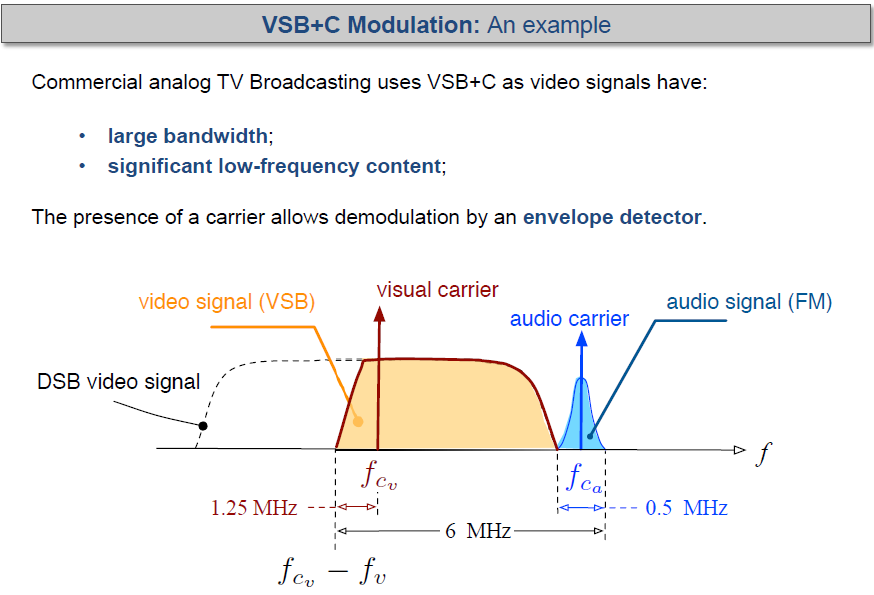 VSB+C Modulation: An example
Commercial analog TV Broadcasting uses VSB+C as video signals have:
• large bandwidth;
• significant low-frequency content;
The presence of a carrier allows demodulation by an envelope detector.
visual carrier
video signal (VSB)
audio signal (FM)
audio carrier
DSB video signal
f
f_{c_v}
f_{c_a}
1.25 MHz
0.5 MHz
6 MHz
f_{c_v} − f_v